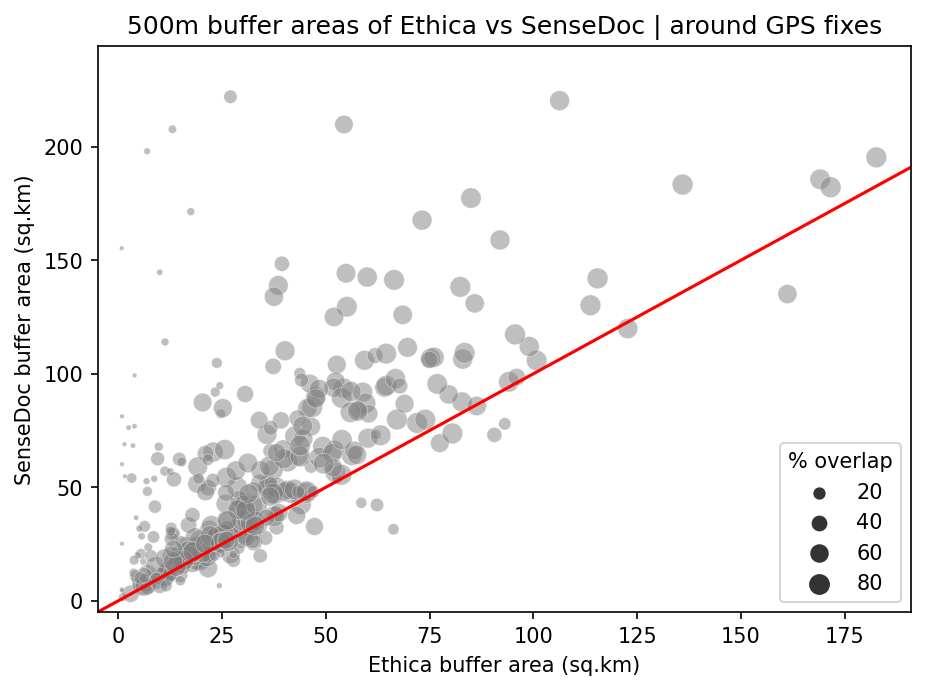 500m buffer areas of Ethica vs SenseDoc | around GPS fixes
SenseDoc buffer area (sq.km)
200
150
100
50
0
% overlap
20
40
60
80
0 25 50 75 100 125 150 175
Ethica buffer area (sq.km)